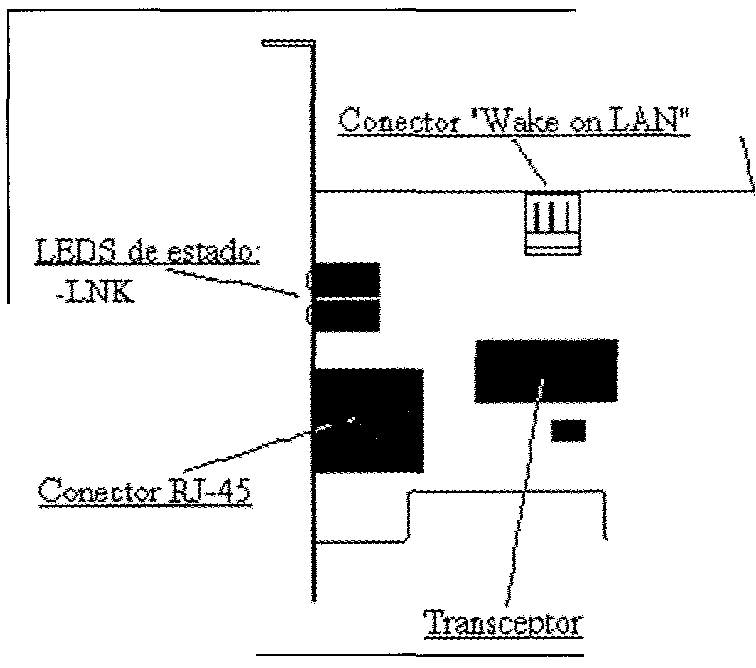 Conector "Wake on LAN"
LEDS de estado:
-LNK
Conector RJ-45
Transceptor